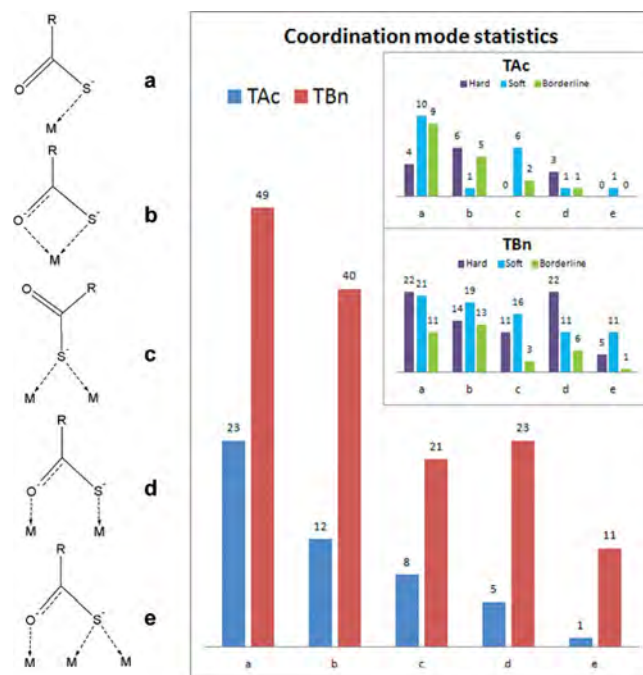 R
O
S-
M
a
R
O
S-
M
b
O
R
S-
M
M
c
R
O
S-
M
M
d
R
O
S-
M
M
M
e
Coordination mode statistics
TAc
TBn
23
49
12
40
8
21
5
23
1
11
a
b
c
d
e
TAc
Hard
Soft
Borderline
4
10
9
6
1
5
0
6
2
3
1
1
0
1
0
a
b
c
d
e
TBn
Hard
Soft
Borderline
22
21
11
14
19
13
11
16
3
22
11
6
5
11
1
a
b
c
d
e